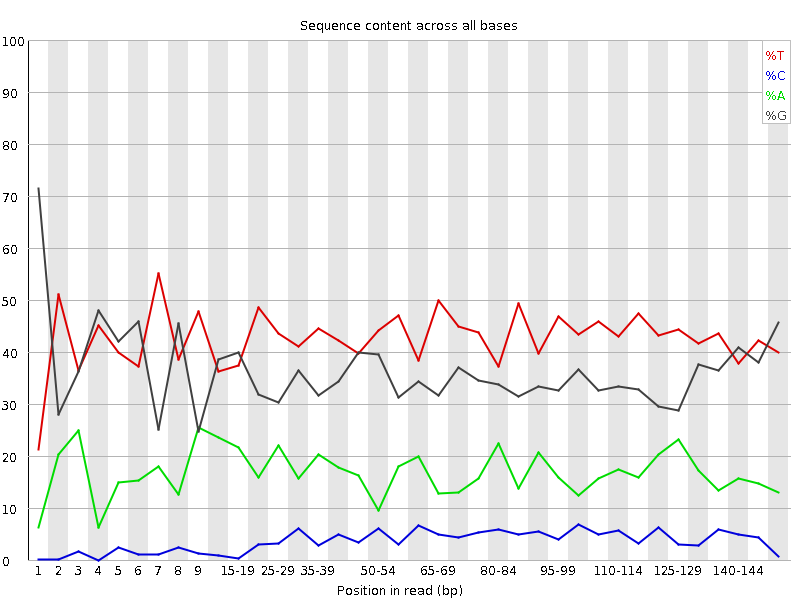 Sequence content across all bases
100
90
80
70
60
50
40
30
20
10
0
%T
%C
%A
%G
1 2 3 4 5 6 7 8 9 15-19 25-29 35-39 50-54 65-69 80-84 95-99 110-114 125-129 140-144
Position in read (bp)